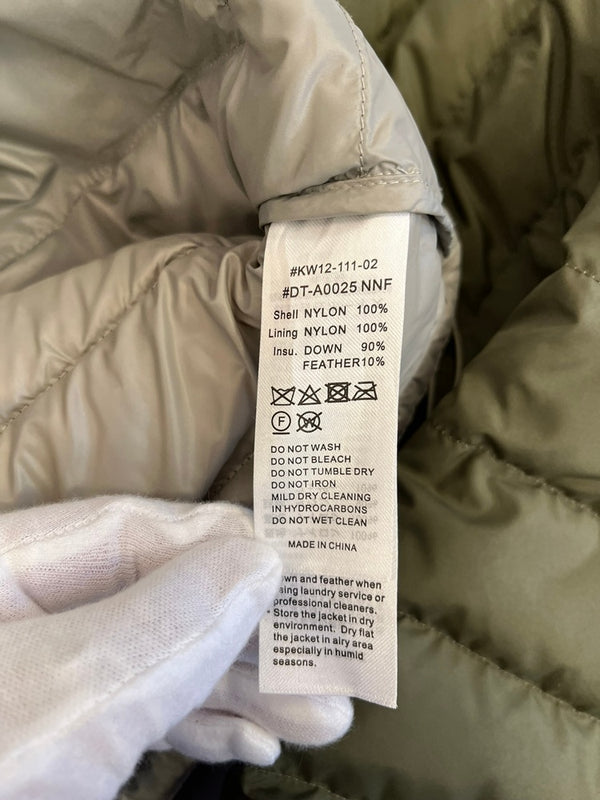 #KW12-111-02
#DT-A0025 NNF
Shell NYLON 100%
Lining NYLON 100%
Insu. DOWN 90%
FEATHER10%
F
W
DO NOT WASH
DO NOT BLEACH
DO NOT TUMBLE DRY
DO NOT IRON
MILD DRY CLEANING
IN HYDROCARBONS
DO NOT WET CLEAN
MADE IN CHINA
and feather when
laundry service or
professional cleaners.
* Store the jacket in dry
environment. Dry flat
the jacket in airy area
especially in humid
seasons.